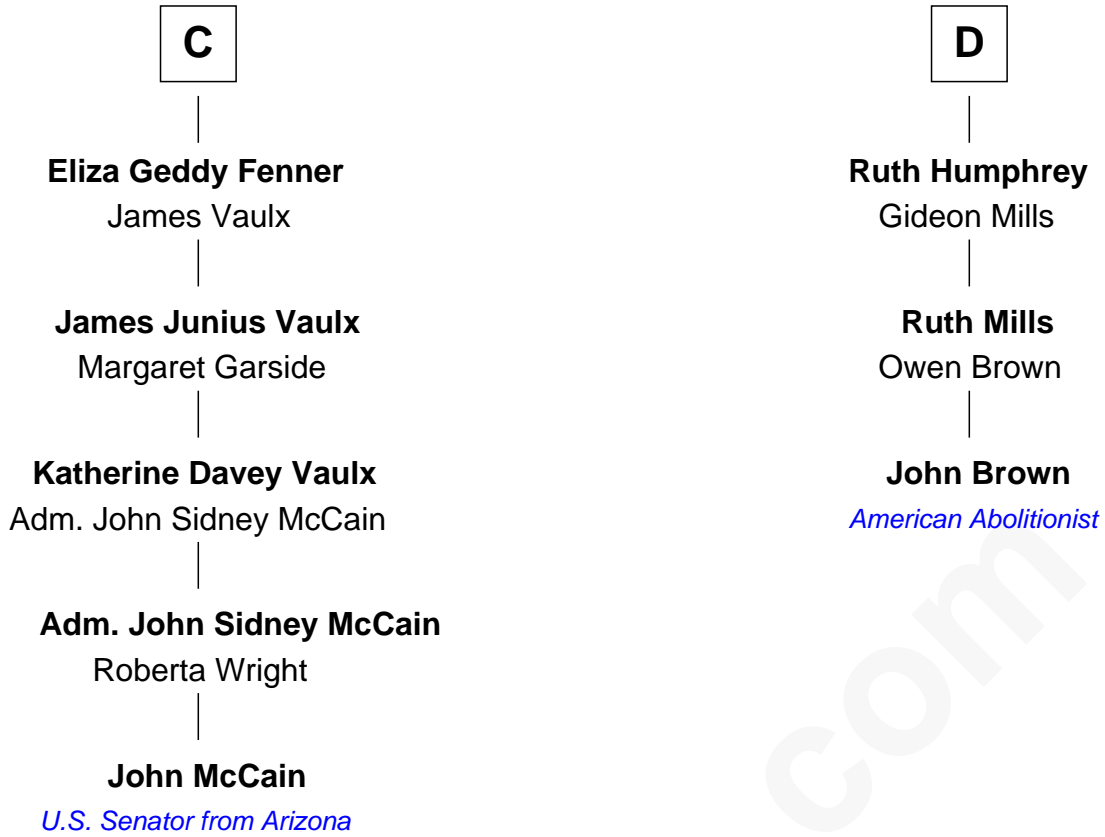 C
Eliza Geddy Fenner
James Vaulx
James Junius Vaulx
Margaret Garside
Katherine Davey Vaulx
Adm. John Sidney McCain
Adm. John Sidney McCain
Roberta Wright
John McCain
U.S. Senator from Arizona
D
Ruth Humphrey
Gideon Mills
Ruth Mills
Owen Brown
John Brown
American Abolitionist
com